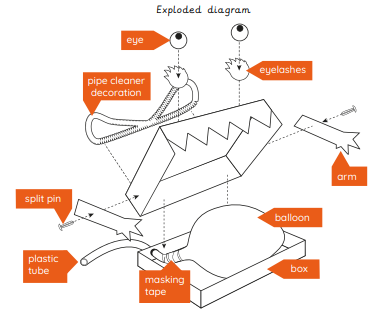 Exploded diagram
eye
eyelashes
pipe cleaner
decoration
arm
split pin
balloon
plastic
tube
box
masking
tape